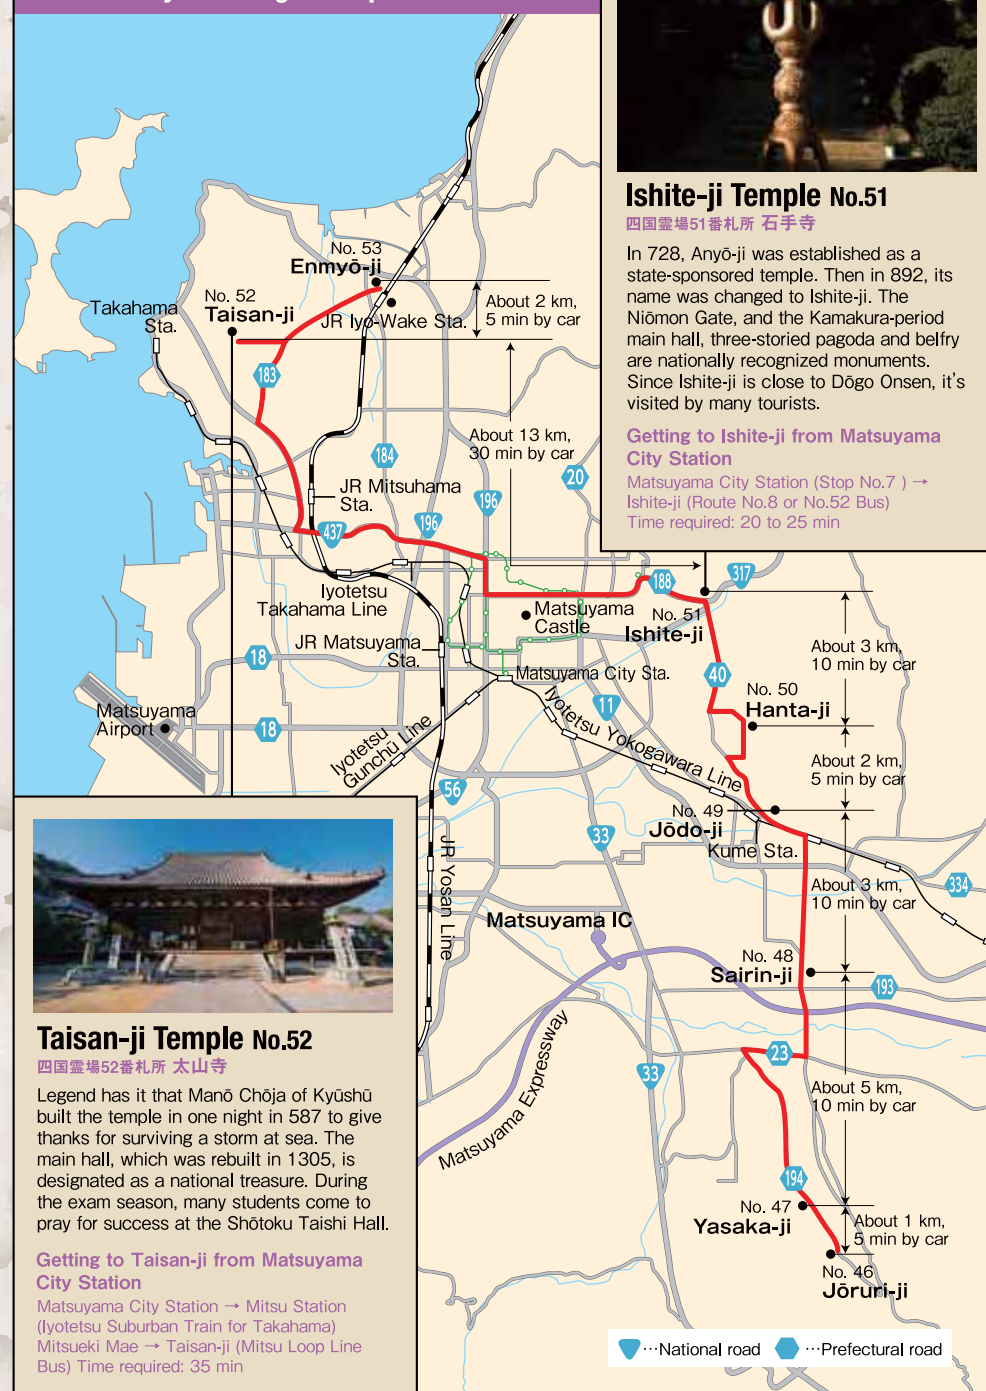 Ishite-ji Temple No.51
四国霊場51番札所 石手寺
In 728, Anyō-ji was established as a
state-sponsored temple. Then in 892, its
name was changed to Ishite-ji. The
Niōmon Gate, and the Kamakura-period
main hall, three-storied pagoda and belfry
are nationally recognized monuments.
Since Ishite-ji is close to Dōgo Onsen, it's
visited by many tourists.
Getting to Ishite-ji from Matsuyama
City Station
Matsuyama City Station (Stop No.7 ) →
Ishite-ji (Route No.8 or No.52 Bus)
Time required: 20 to 25 min
No. 53
Enmyō-ji
No. 52
Taisan-ji
Takahama
Sta.
JR Iyo-Wake Sta.
About 2 km,
5 min by car
183
About 13 km,
30 min by car
184
20
196
JR Mitsuhama
Sta.
437
196
Iyotetsu
Takahama Line
188
317
Matsuyama
Castle
No. 51
Ishite-ji
JR Matsuyama
Sta.
18
Matsuyama City Sta.
About 3 km,
10 min by car
40
No. 50
Hanta-ji
11
Matsuyama
Airport
18
Iyotetsu
Gunchū Line
Iyotetsu Yokogawara Line
About 2 km,
5 min by car
56
No. 49
Jōdo-ji
Kume Sta.
33
JR Yosan Line
About 3 km,
10 min by car
334
Matsuyama IC
No. 48
Sairin-ji
193
23
33
Matsuyama Expressway
About 5 km,
10 min by car
194
No. 47
Yasaka-ji
About 1 km,
5 min by car
No. 46
Jōruri-ji
Taisan-ji Temple No.52
四国霊場52番札所 太山寺
Legend has it that Manō Chōja of Kyūshū
built the temple in one night in 587 to give
thanks for surviving a storm at sea. The
main hall, which was rebuilt in 1305, is
designated as a national treasure. During
the exam season, many students come to
pray for success at the Shōtoku Taishi Hall.
Getting to Taisan-ji from Matsuyama
City Station
Matsuyama City Station → Mitsu Station
(Iyotetsu Suburban Train for Takahama)
Mitsueki Mae → Taisan-ji (Mitsu Loop Line
Bus) Time required: 35 min
…National road
…Prefectural road